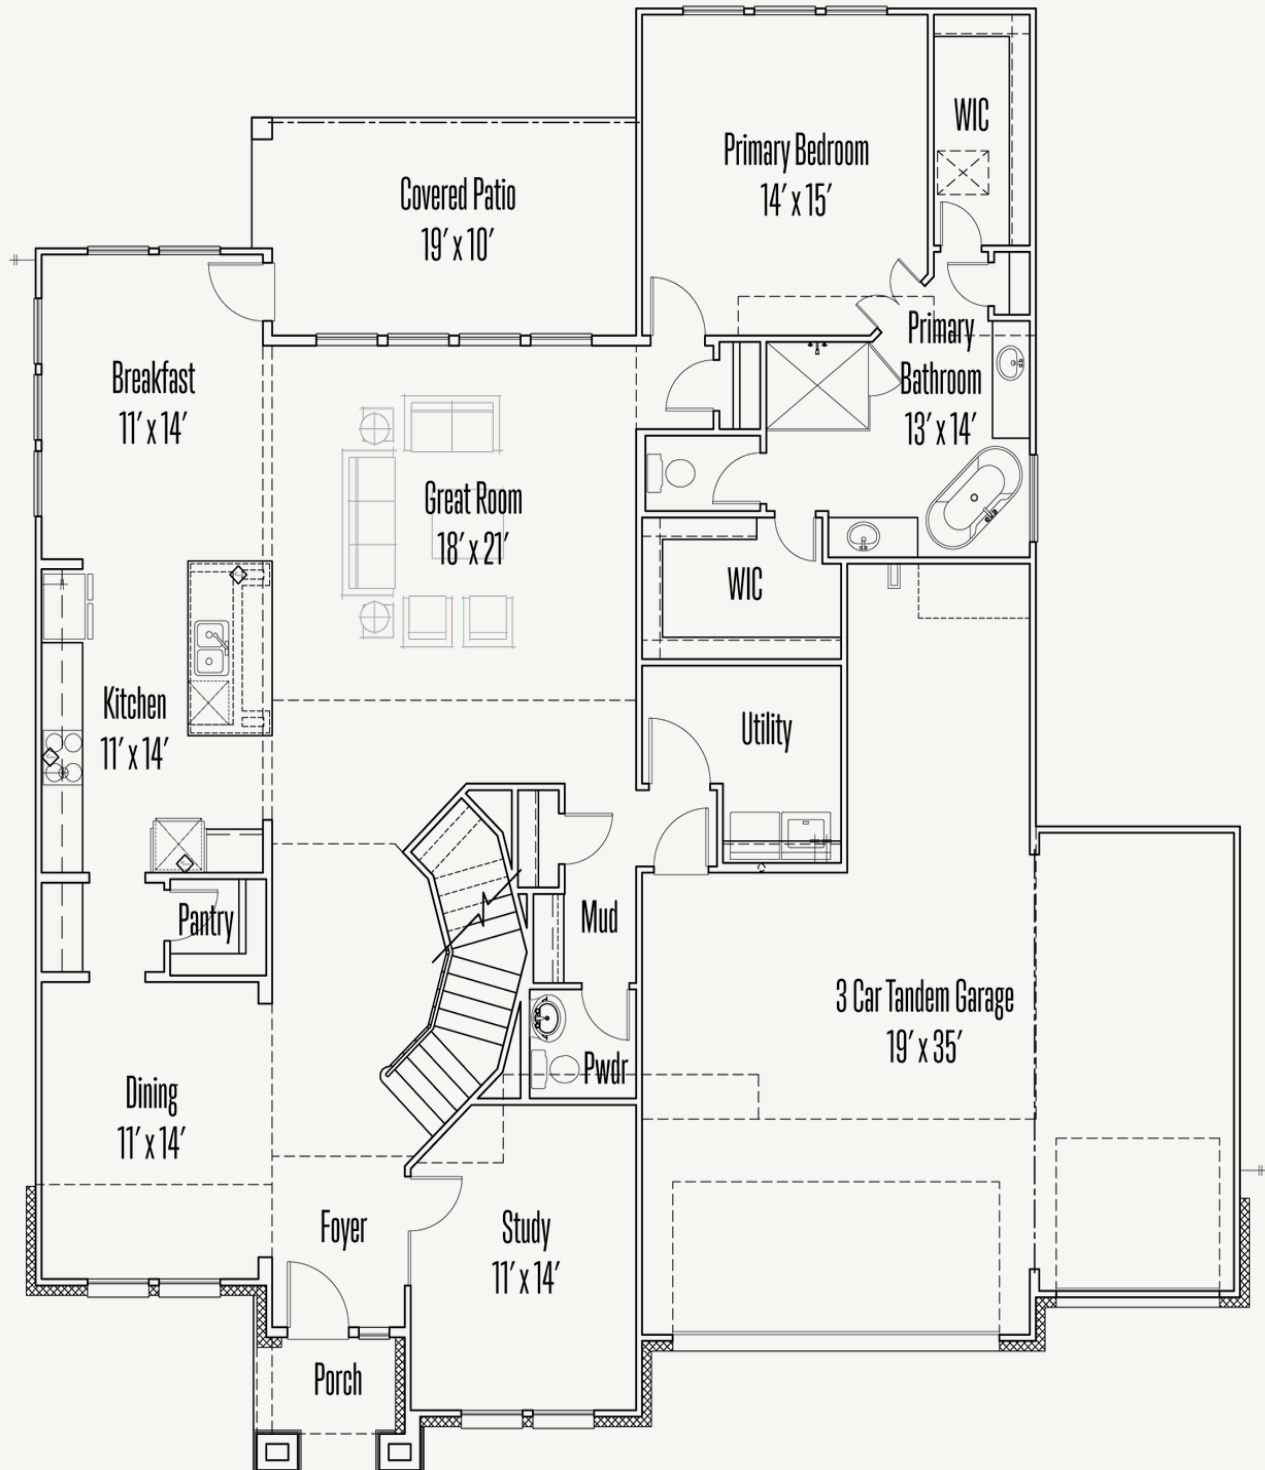 WIC
Primary Bedroom
14' x 15'
Covered Patio
19' x 10'
Primary
Bathroom
13' x 14'
Breakfast
11' x 14'
Great Room
18' x 21'
WIC
Kitchen
11' x 14'
Utility
Pantry
Mud
3 Car Tandem Garage
19' x 35'
Pwdr
Dining
11' x 14'
Foyer
Study
11' x 14'
Porch